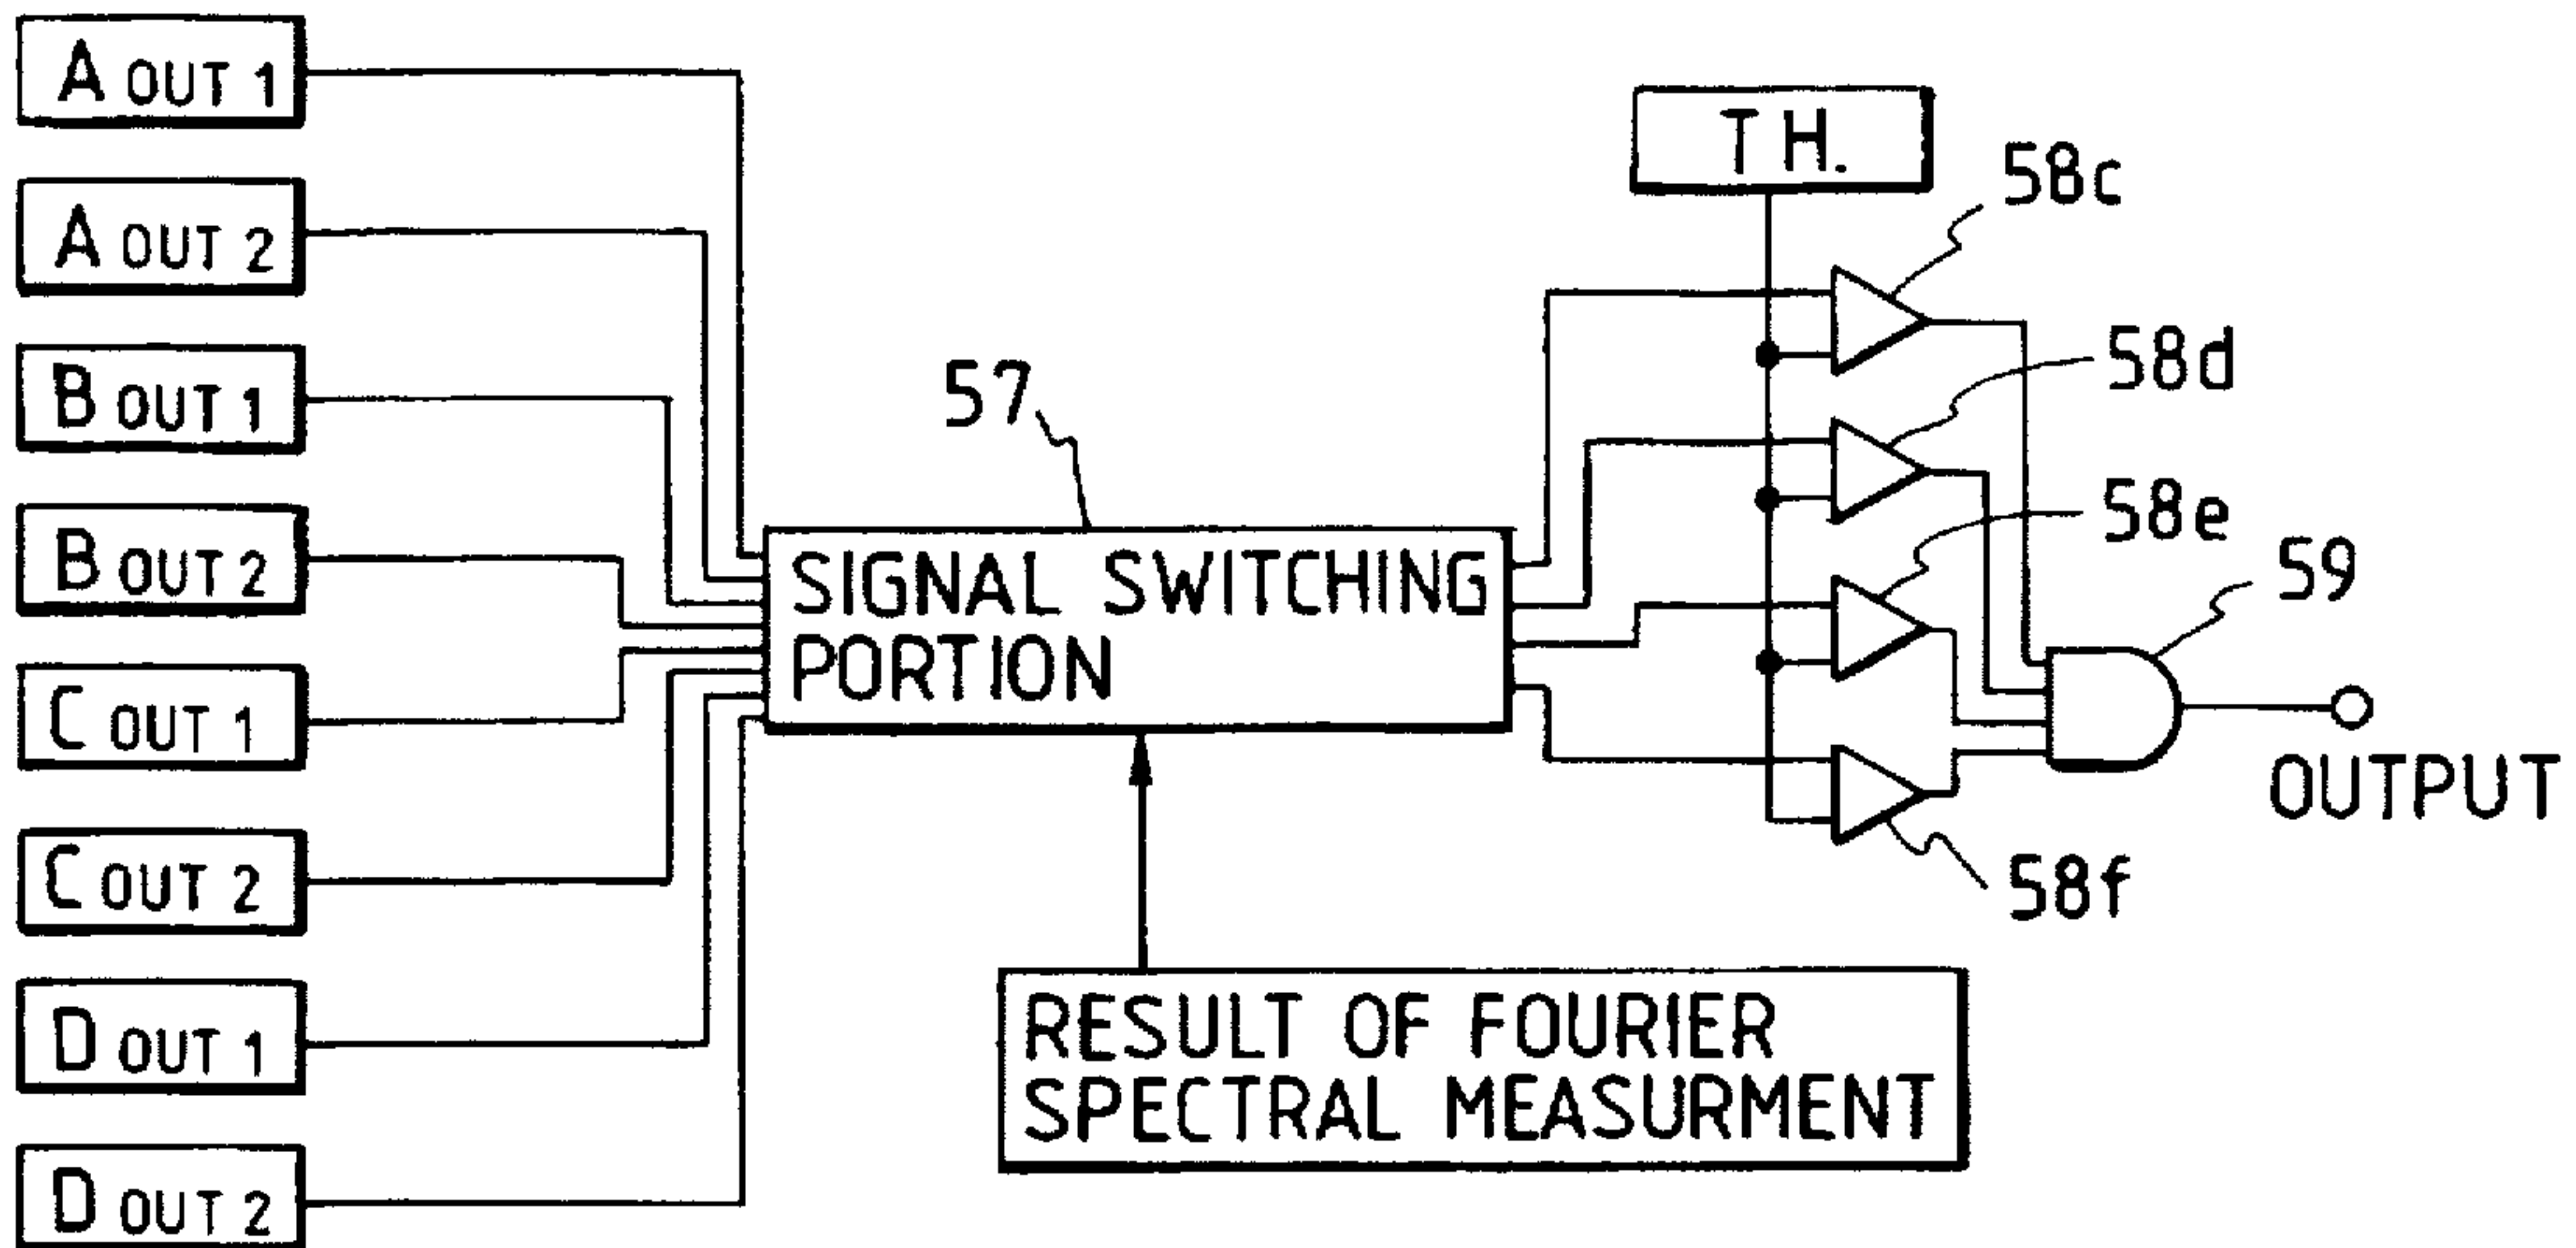 A OUT 1
A OUT 2
B OUT 1
B OUT 2
C OUT 1
C OUT 2
D OUT 1
D OUT 2
57
SIGNAL SWITCHING
PORTION
RESULT OF FOURIER
SPECTRAL MEASURMENT
TH.
58c
58d
58e
58f
59
OUTPUT